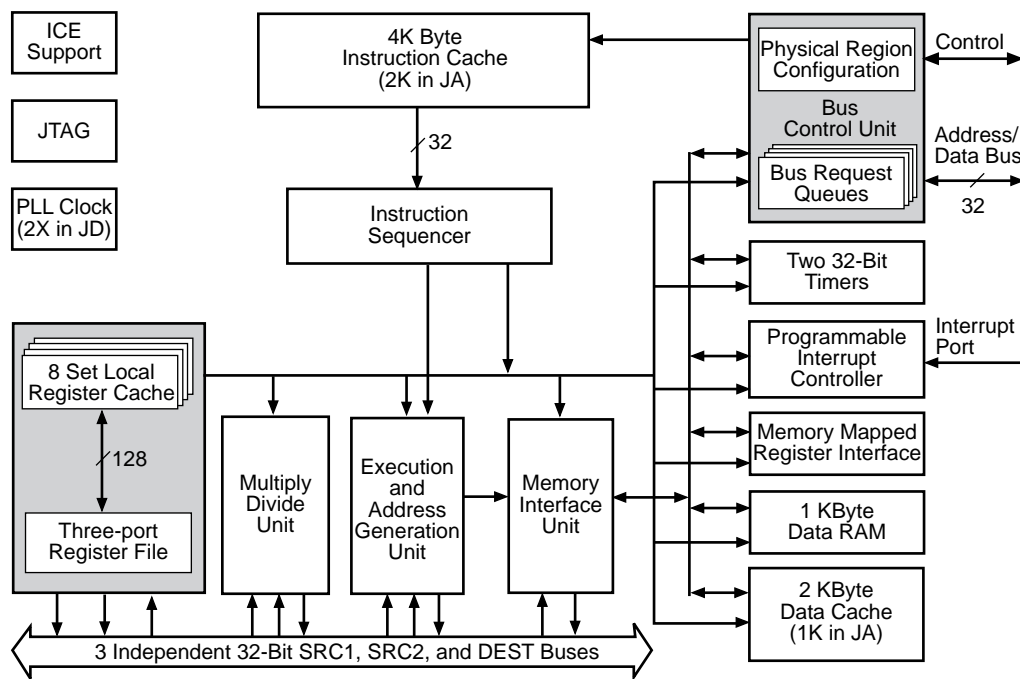 ICE
Support
JTAG
PLL Clock
(2X in JD)
4K Byte
Instruction Cache
(2K in JA)
32
Instruction
Sequencer
Physical Region
Configuration
Bus
Control Unit
Bus Request
Queues
Control
Address/
Data Bus
32
Two 32-Bit
Timers
Programmable
Interrupt
Controller
Interrupt
Port
Memory Mapped
Register Interface
1 KByte
Data RAM
2 KByte
Data Cache
(1K in JA)
8 Set Local
Register Cache
128
Three-port
Register File
Multiply
Divide
Unit
Execution
and
Address
Generation
Unit
Memory
Interface
Unit
3 Independent 32-Bit SRC1, SRC2, and DEST Buses